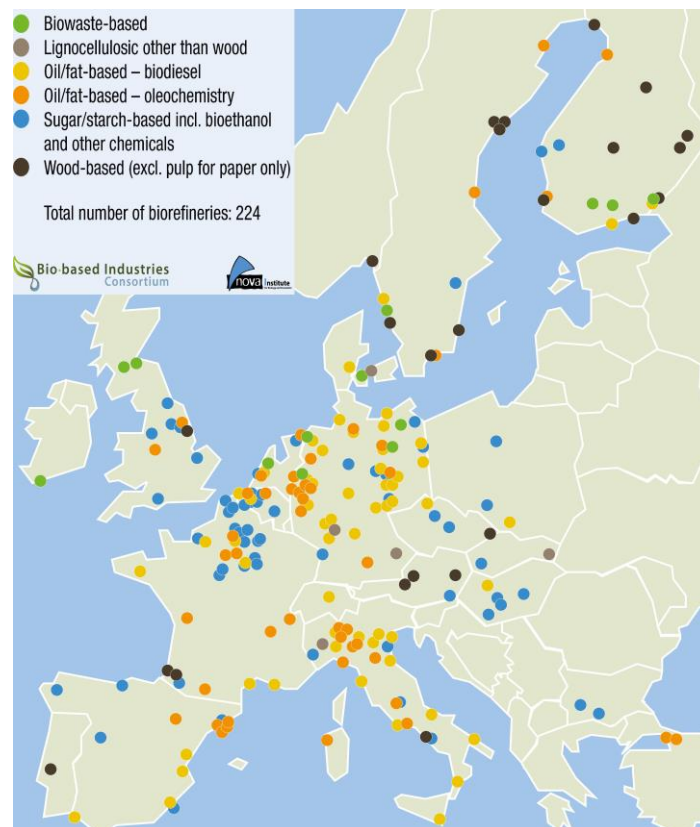 Biowaste-based
Lignocellulosic other than wood
Oil/fat-based – biodiesel
Oil/fat-based – oleochemistry
Sugar/starch-based incl. bioethanol
and other chemicals
Wood-based (excl. pulp for paper only)
Total number of biorefineries: 224
Bio-based Industries
Consortium
nova Institute